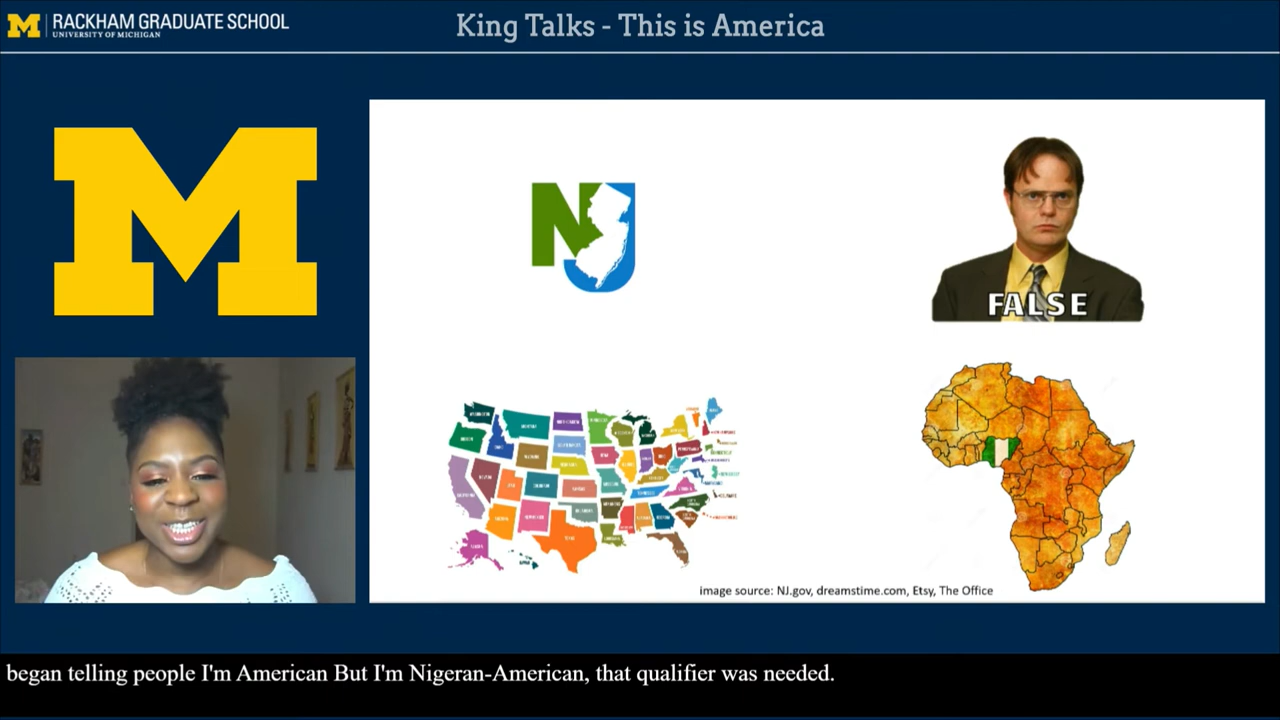 RACKHAM GRADUATE SCHOOL
UNIVERSITY OF MICHIGAN
King Talks - This is America
NJ
FALSE
image source: NJ.gov, dreamstime.com, Etsy, The Office
began telling people I'm American But I'm Nigeran-American, that qualifier was needed.